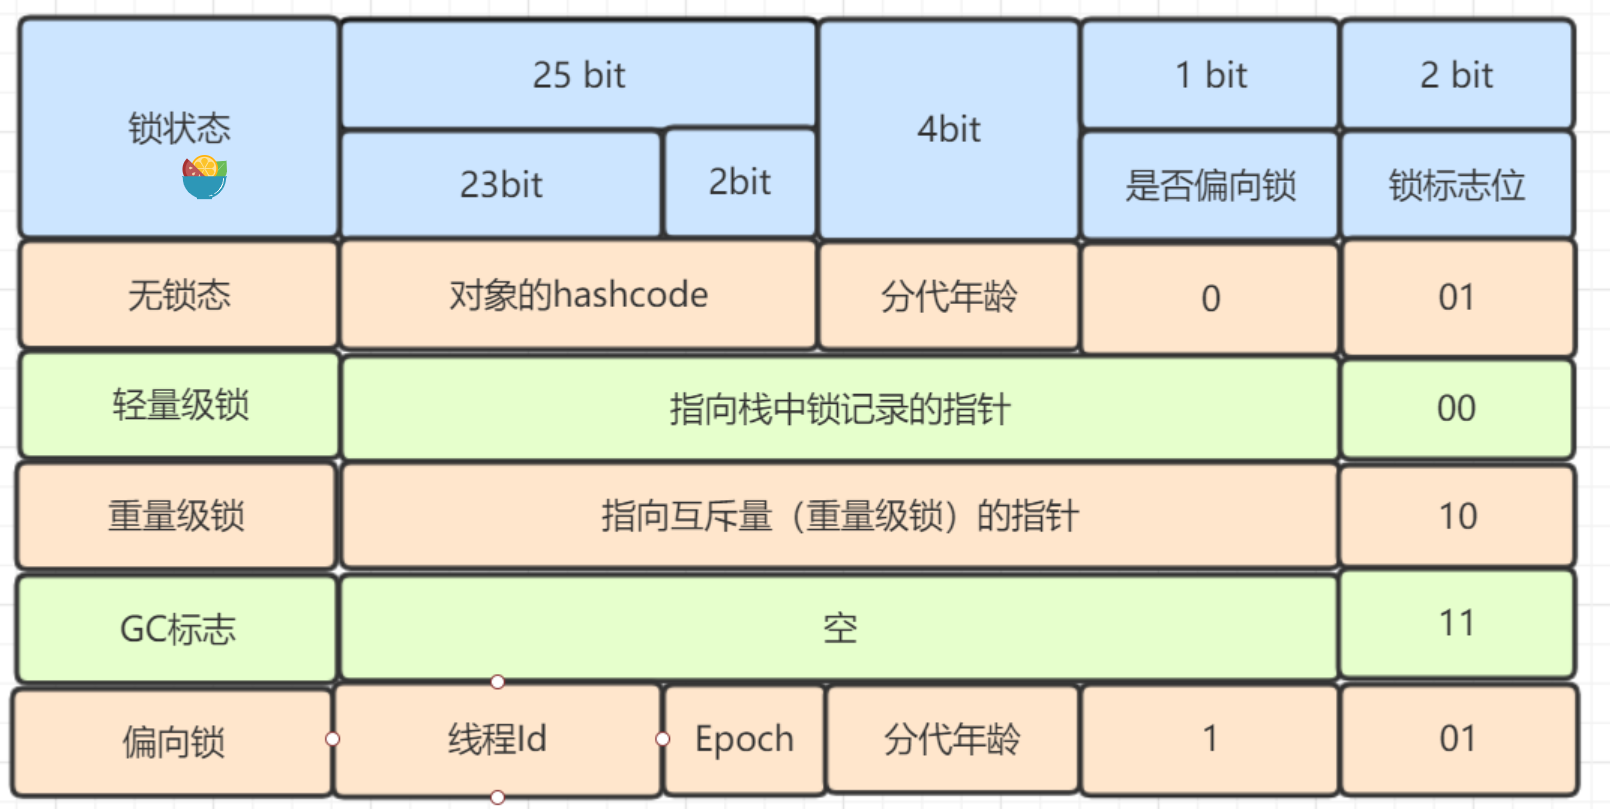 锁状态
25 bit
4bit
1 bit
2 bit
23bit
2bit
是否偏向锁
锁标志位
无锁态
对象的hashcode
分代年龄
0
01
轻量级锁
指向栈中锁记录的指针
00
重量级锁
指向互斥量（重量级锁）的指针
10
GC标志
空
11
偏向锁
线程Id
Epoch
分代年龄
1
01